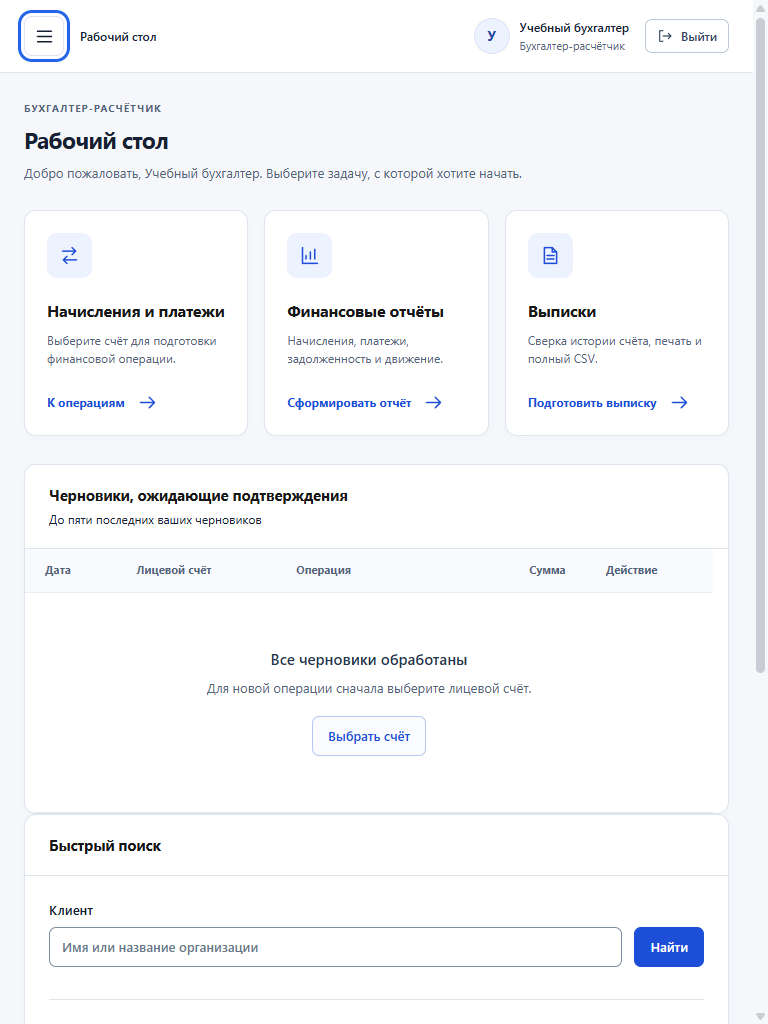 Рабочий стол
У
Учебный бухгалтер
Бухгалтер-расчётчик
Выйти
БУХГАЛТЕР-РАСЧЁТЧИК
Рабочий стол
Добро пожаловать, Учебный бухгалтер. Выберите задачу, с которой хотите начать.
Начисления и платежи
Выберите счёт для подготовки
финансовой операции.
К операциям
Финансовые отчёты
Начисления, платежи,
задолженность и движение.
Сформировать отчёт
Выписки
Сверка истории счёта, печать и
полный CSV.
Подготовить выписку
Черновики, ожидающие подтверждения
До пяти последних ваших черновиков
Дата Лицевой счёт Операция Сумма Действие
Все черновики обработаны
Для новой операции сначала выберите лицевой счёт.
Выбрать счёт
Быстрый поиск
Клиент
Имя или название организации
Найти